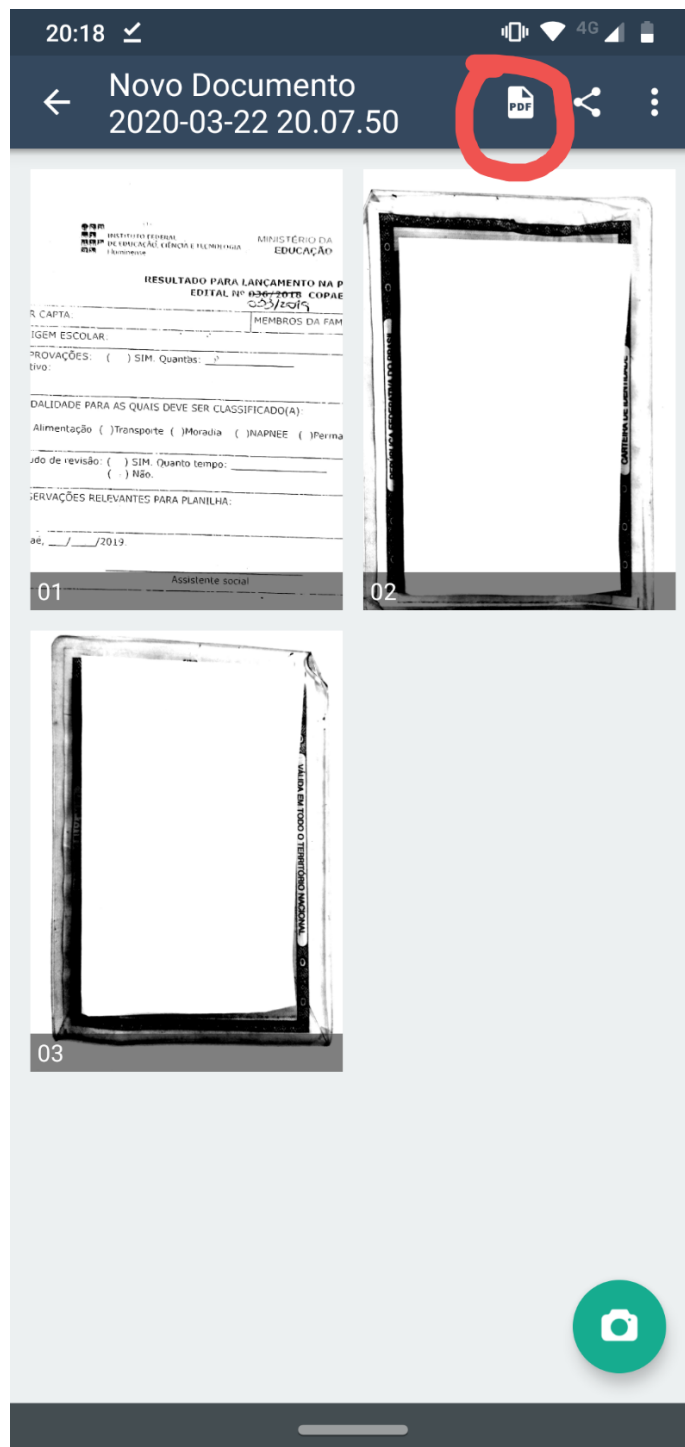 20:18
4G
Novo Documento
2020-03-22 20.07.50
PDF
INSTITUTO FEDERAL
DE EDUCAÇÃO, CIÊNCIA E TECNOLOGIA
Fluminense
MINISTÉRIO DA
EDUCAÇÃO
RESULTADO PARA LANÇAMENTO NA P
EDITAL Nº 036/2018 COPAE
003/2019
R CAPTA:
MEMBROS DA FAM
IGEM ESCOLAR:
PROVAÇÕES: ( ) SIM. Quantas:
tivo:
DALIDADE PARA AS QUAIS DEVE SER CLASSIFICADO(A):
Alimentação ( )Transporte ( )Moradia ( )NAPNEE ( )Perma
udo de revisão: ( ) SIM. Quanto tempo:
( ) Não.
SERVAÇÕES RELEVANTES PARA PLANILHA:
aé, ___/____/2019.
Assistente social
01
REPÚBLICA FEDERATIVA DO BRASIL
CARTEIRA DE IDENTIDADE
02
VÁLIDA EM TODO O TERRITÓRIO NACIONAL
03